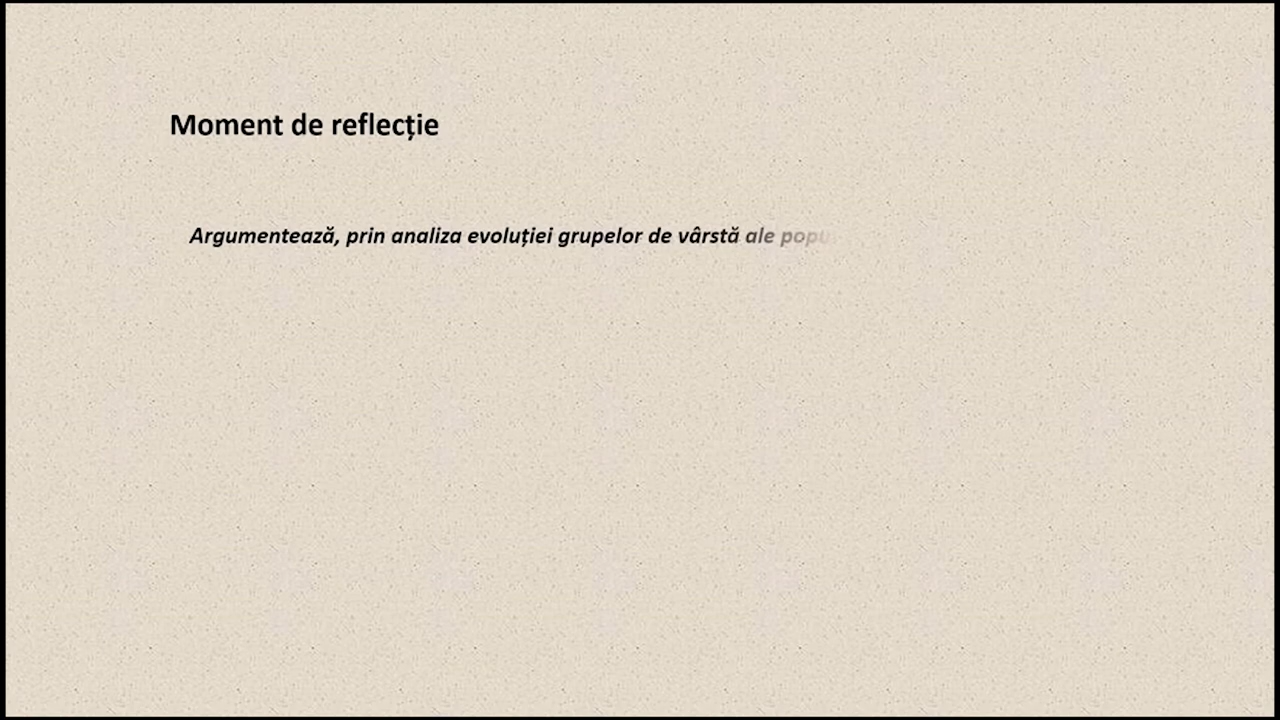 Moment de reflecție
Argumentează, prin analiza evoluției grupelor de vârstă ale